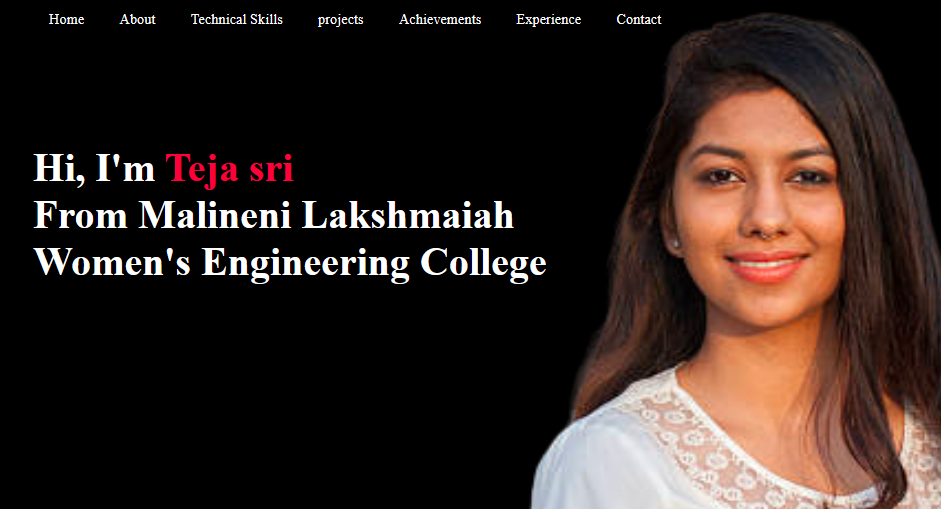 Home About Technical Skills projects Achievements Experience Contact
Hi, I'm Teja sri
From Malineni Lakshmaiah
Women's Engineering College